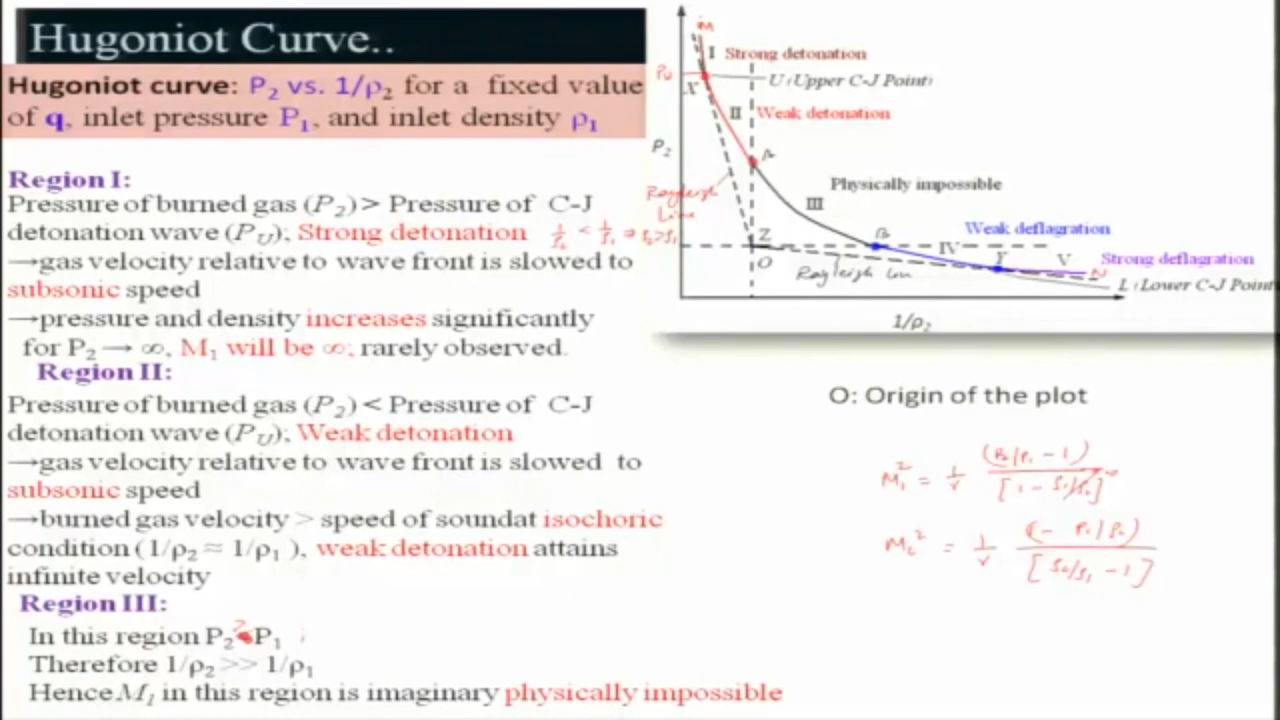 Hugoniot Curve..
Hugoniot curve: P₂ vs. 1/ρ₂ for a fixed value
of q, inlet pressure P₁, and inlet density ρ₁
Region I:
Pressure of burned gas (P₂) > Pressure of C-J
detonation wave (P_U); Strong detonation
→gas velocity relative to wave front is slowed to
subsonic speed
→pressure and density increases significantly
for P₂ → ∞, M₁ will be ∞; rarely observed.
Region II:
Pressure of burned gas (P₂) < Pressure of C-J
detonation wave (P_U); Weak detonation
→gas velocity relative to wave front is slowed to
subsonic speed
→burned gas velocity > speed of soundat isochoric
condition (1/ρ₂ ≈ 1/ρ₁ ), weak detonation attains
infinite velocity
Region III:
In this region P₂ > P₁
Therefore 1/ρ₂ >> 1/ρ₁
Hence M₁ in this region is imaginary physically impossible
M
I Strong detonation
P_U
X
U (Upper C-J Point)
II Weak detonation
P₂
A
Rayleigh
Line
Physically impossible
III
B
Weak deflagration
Z
IV
O
Y
V
Strong deflagration
N
Rayleigh
L (Lower C-J Point)
1/ρ₂
O: Origin of the plot